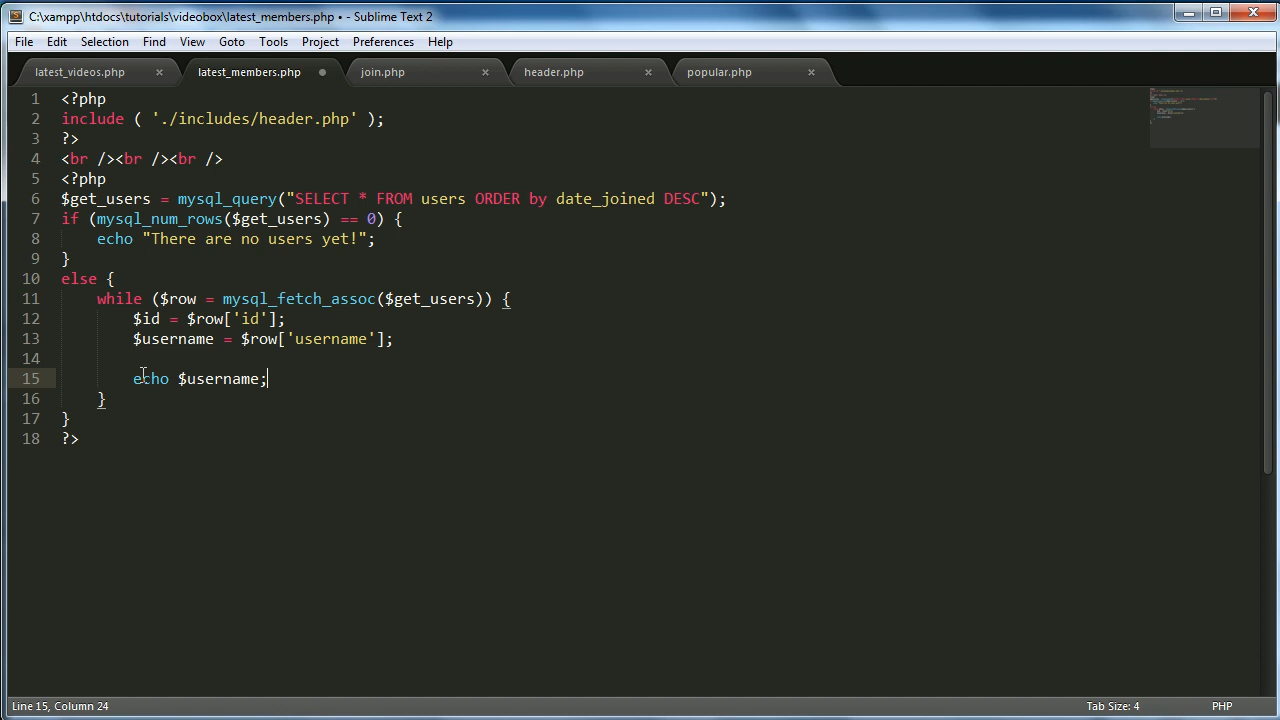 C:\xampp\htdocs\tutorials\videobox\latest_members.php • - Sublime Text 2
File Edit Selection Find View Goto Tools Project Preferences Help
latest_videos.php × latest_members.php join.php × header.php × popular.php ×
1 <?php
2 include ( './includes/header.php' );
3 ?>
4 <br /><br /><br />
5 <?php
6 $get_users = mysql_query("SELECT * FROM users ORDER by date_joined DESC");
7 if (mysql_num_rows($get_users) == 0) {
8     echo "There are no users yet!";
9 }
10 else {
11     while ($row = mysql_fetch_assoc($get_users)) {
12         $id = $row['id'];
13         $username = $row['username'];
14
15         echo $username;
16     }
17 }
18 ?>
Line 15, Column 24 Tab Size: 4 PHP